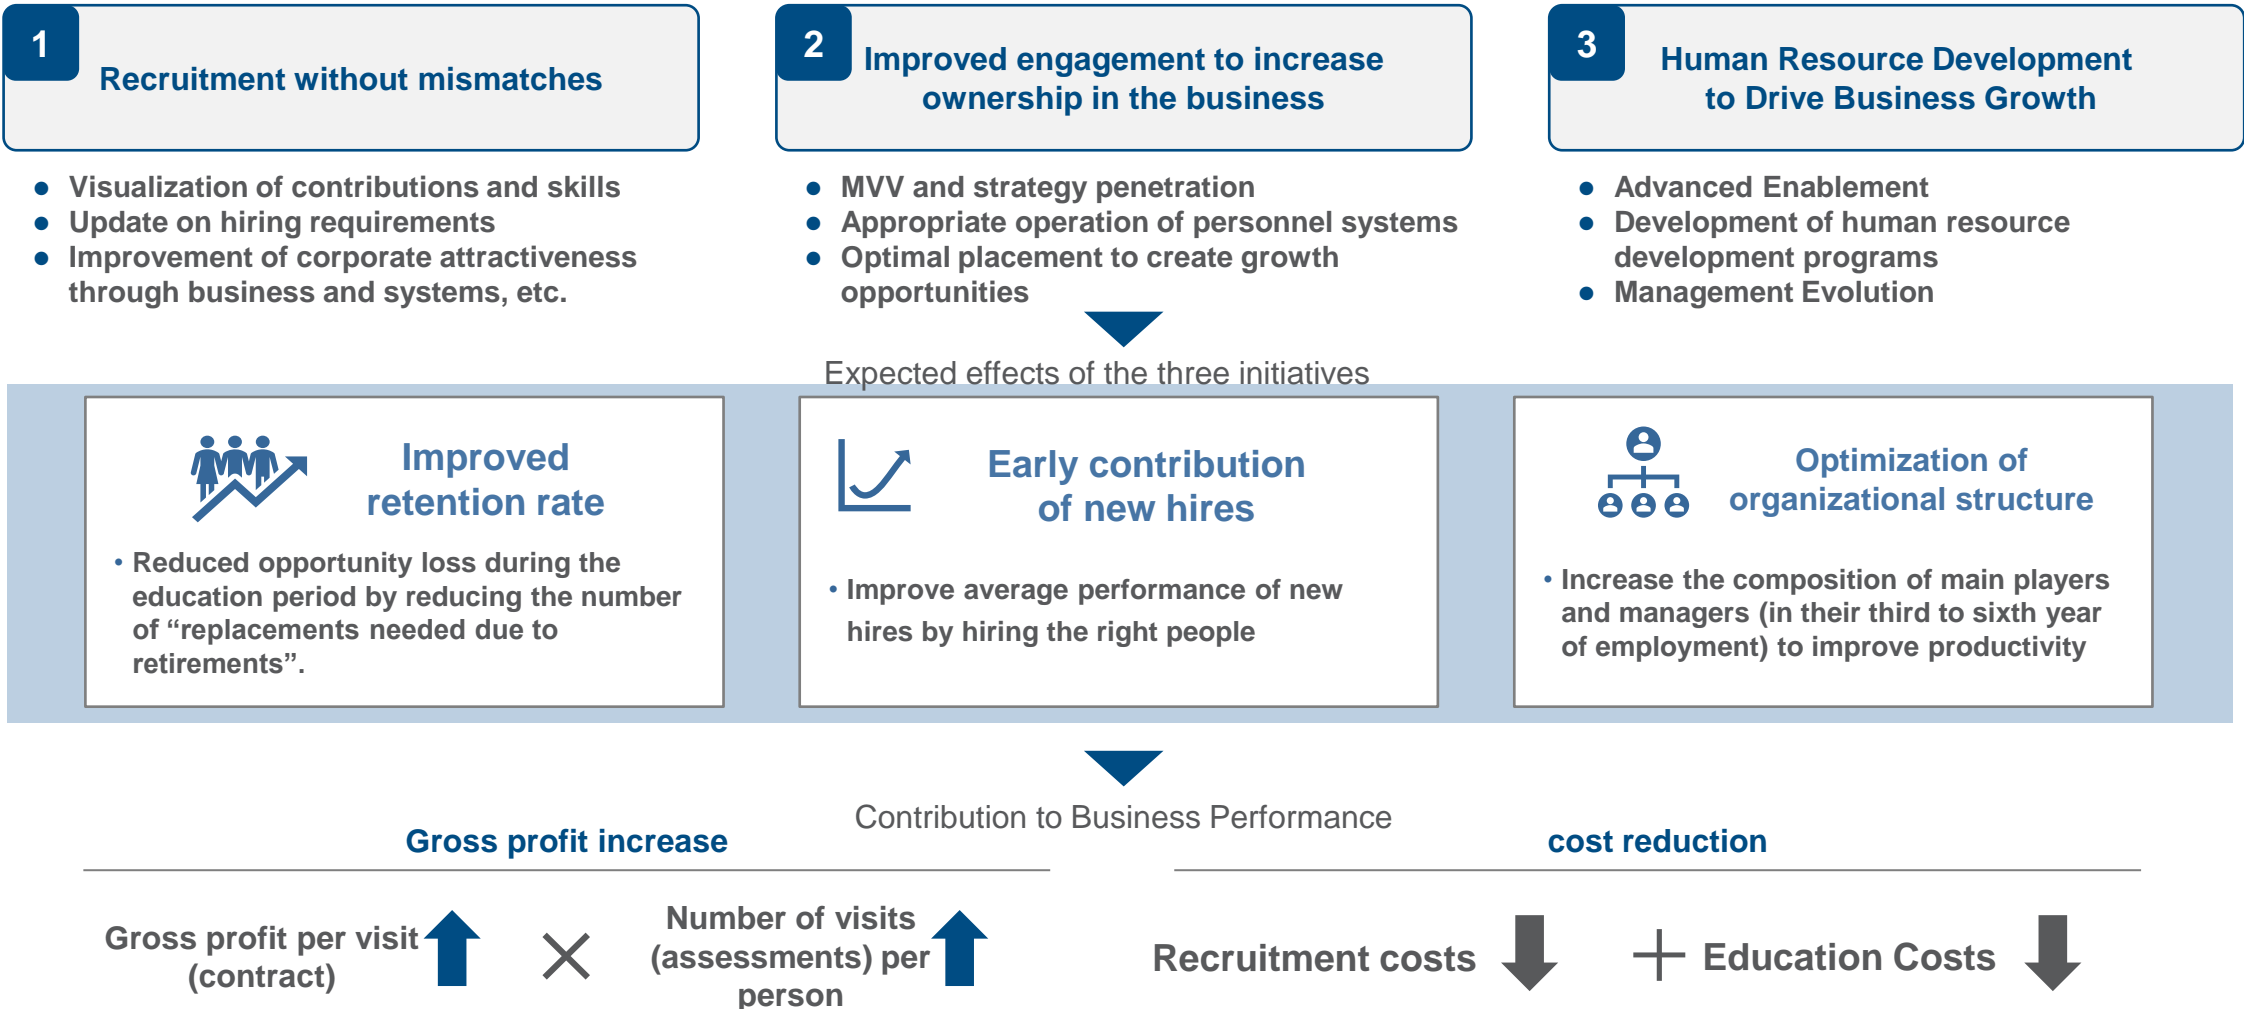 1
Recruitment without mismatches
● Visualization of contributions and skills
● Update on hiring requirements
● Improvement of corporate attractiveness
through business and systems, etc.
2
Improved engagement to increase
ownership in the business
● MVV and strategy penetration
● Appropriate operation of personnel systems
● Optimal placement to create growth
opportunities
3
Human Resource Development
to Drive Business Growth
● Advanced Enablement
● Development of human resource
development programs
● Management Evolution
Expected effects of the three initiatives
Improved
retention rate
• Reduced opportunity loss during the
education period by reducing the number
of “replacements needed due to
retirements”.
Early contribution
of new hires
• Improve average performance of new
hires by hiring the right people
Optimization of
organizational structure
• Increase the composition of main players
and managers (in their third to sixth year
of employment) to improve productivity
Contribution to Business Performance
Gross profit increase
Gross profit per visit
(contract)
×
Number of visits
(assessments) per
person
cost reduction
Recruitment costs
+
Education Costs